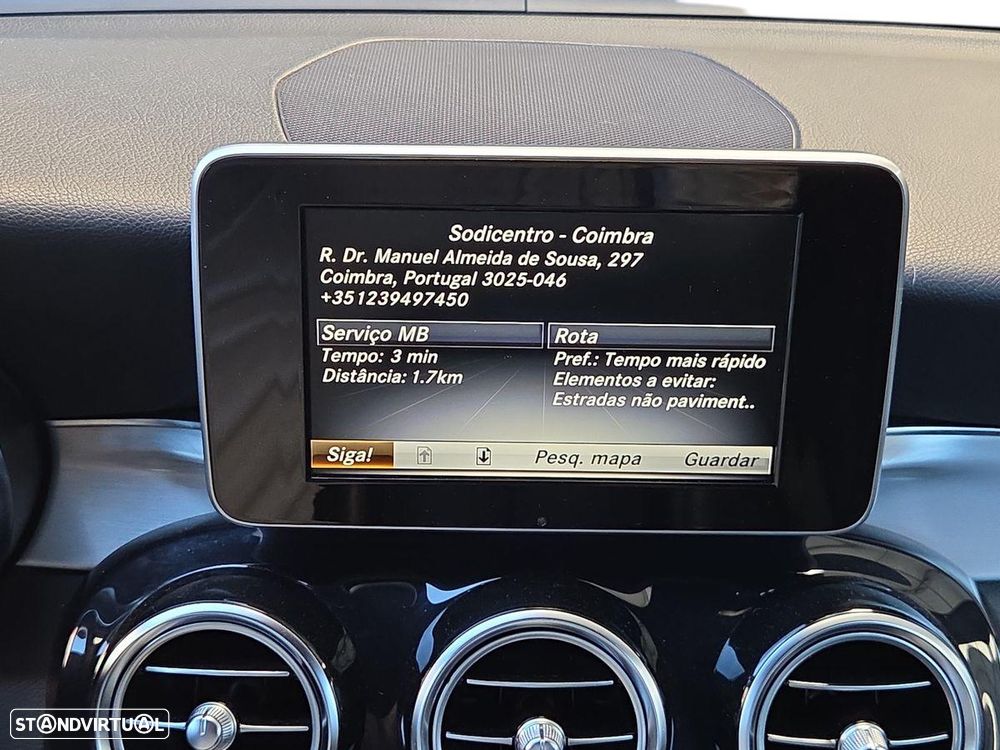 Sodicentro - Coimbra
R. Dr. Manuel Almeida de Sousa, 297
Coimbra, Portugal 3025-046
+351239497450
Serviço MB
Tempo: 3 min
Distância: 1.7km
Rota
Pref.: Tempo mais rápido
Elementos a evitar:
Estradas não paviment..
Siga! Pesq. mapa Guardar
STANDVIRTUAL